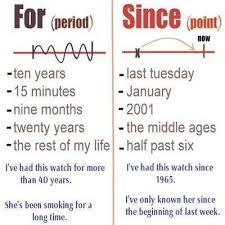 For (period)
-ten years
-15 minutes
-nine months
-twenty years
-the rest of my life
I've had this watch for more
than 40 years.
She's been smoking for a
long time.
Since (point)
now
x
-last tuesday
-January
-2001
-the middle ages
-half past six
I've had this watch since
1965.
I've only known her since
the beginning of last week.